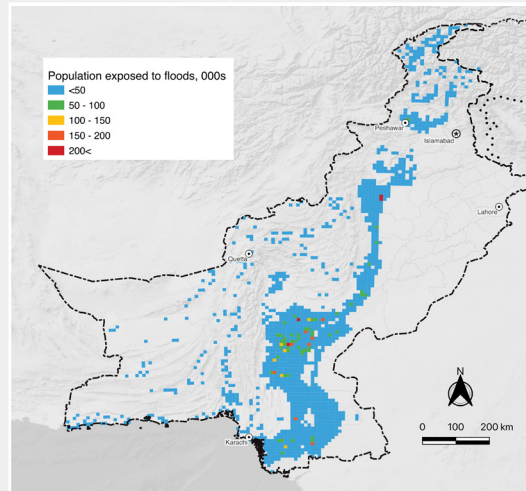 Population exposed to floods, 000s
<50
50 - 100
100 - 150
150 - 200
200<
Peshawar
Islamabad
Lahore
Quetta
N
Karachi
0 100 200 km